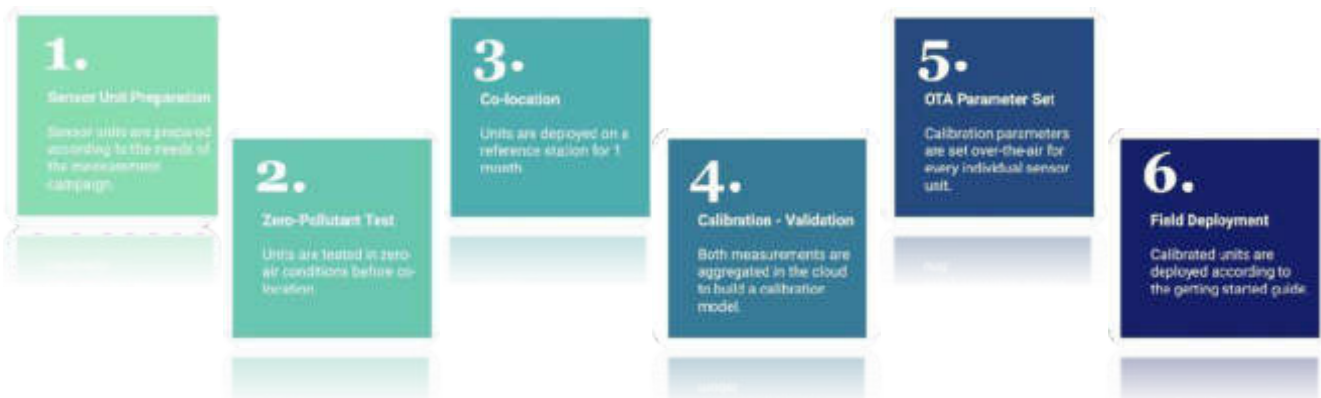 1.
Sensor Unit Preparation
Sensor units are prepared
according to the needs of
the measurement
campaign.
2.
Zero-Pollutant Test
Units are tested in zero-
air conditions before co-
location.
3.
Co-location
Units are deployed on a
reference station for 1
month.
4.
Calibration - Validation
Both measurements are
aggregated in the cloud
to build a calibration
model.
5.
OTA Parameter Set
Calibration parameters
are set over-the-air for
every individual sensor
unit.
6.
Field Deployment
Calibrated units are
deployed according to
the getting started guide.